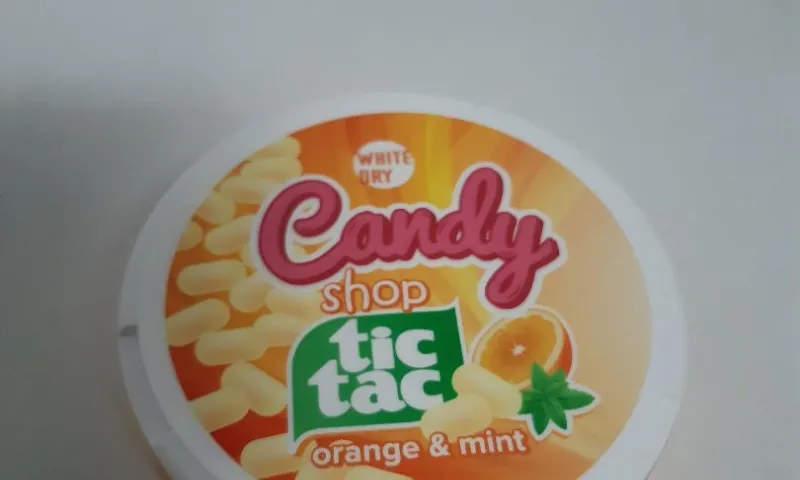 WHITE
DRY
Candy
shop
tic
tac
orange & mint